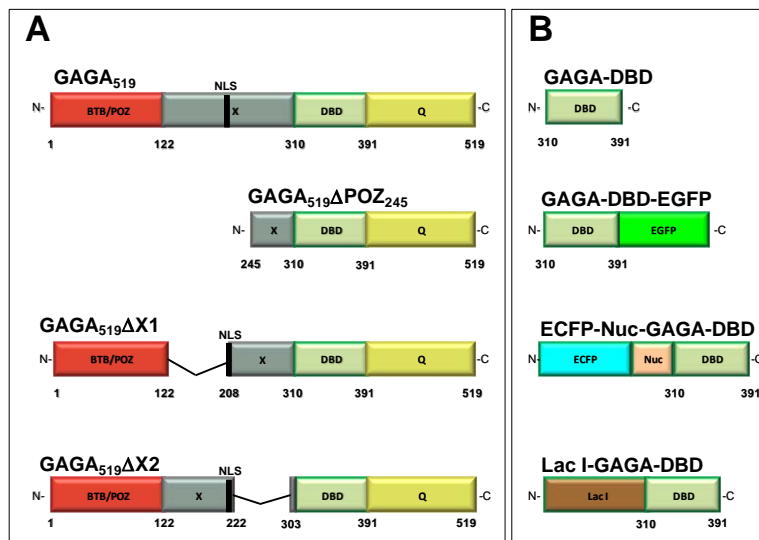 A
GAGA519
NLS
N- BTB/POZ X DBD Q -C
1 122 310 391 519
GAGA519ΔPOZ245
N- X DBD Q -C
245 310 391 519
GAGA519ΔX1
NLS
N- BTB/POZ X DBD Q -C
1 122 208 310 391 519
GAGA519ΔX2
NLS
N- BTB/POZ X DBD Q -C
1 122 222 303 391 519
B
GAGA-DBD
N- DBD -C
310 391
GAGA-DBD-EGFP
N- DBD EGFP -C
310 391
ECFP-Nuc-GAGA-DBD
N- ECFP Nuc DBD -C
310 391
Lac I-GAGA-DBD
N- Lac I DBD -C
310 391